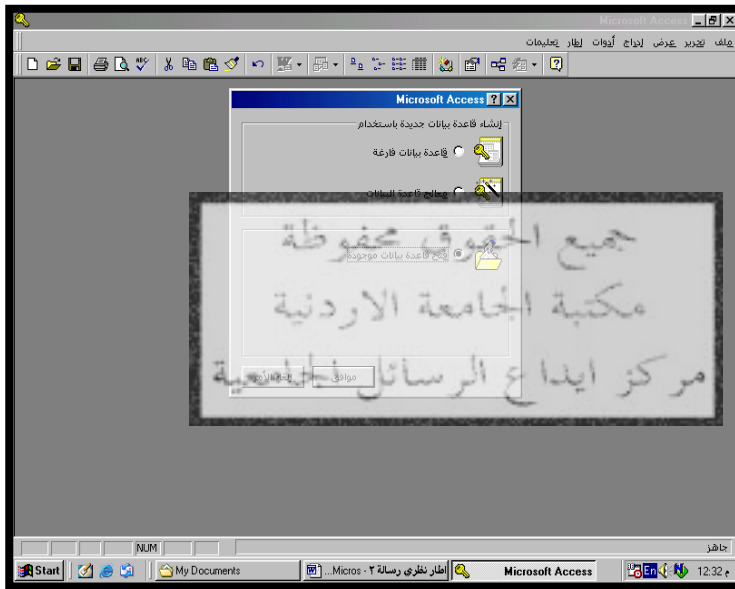 Microsoft Access
ملف تحرير عرض إدراج أدوات إطار تعليمات
Microsoft Access
إنشاء قاعدة بيانات جديدة باستخدام
قاعدة بيانات فارغة
معالج قاعدة البيانات
جميع الحقوق محفوظة
فتح قاعدة بيانات موجودة
مكتبة الجامعة الاردنية
مركز ايداع الرسائل الجامعية
موافق إلغاء الأمر
جاهز
NUM
Start
My Documents
اطار نظري رسالة ٢ - Micros...
Microsoft Access
En
12:32 م